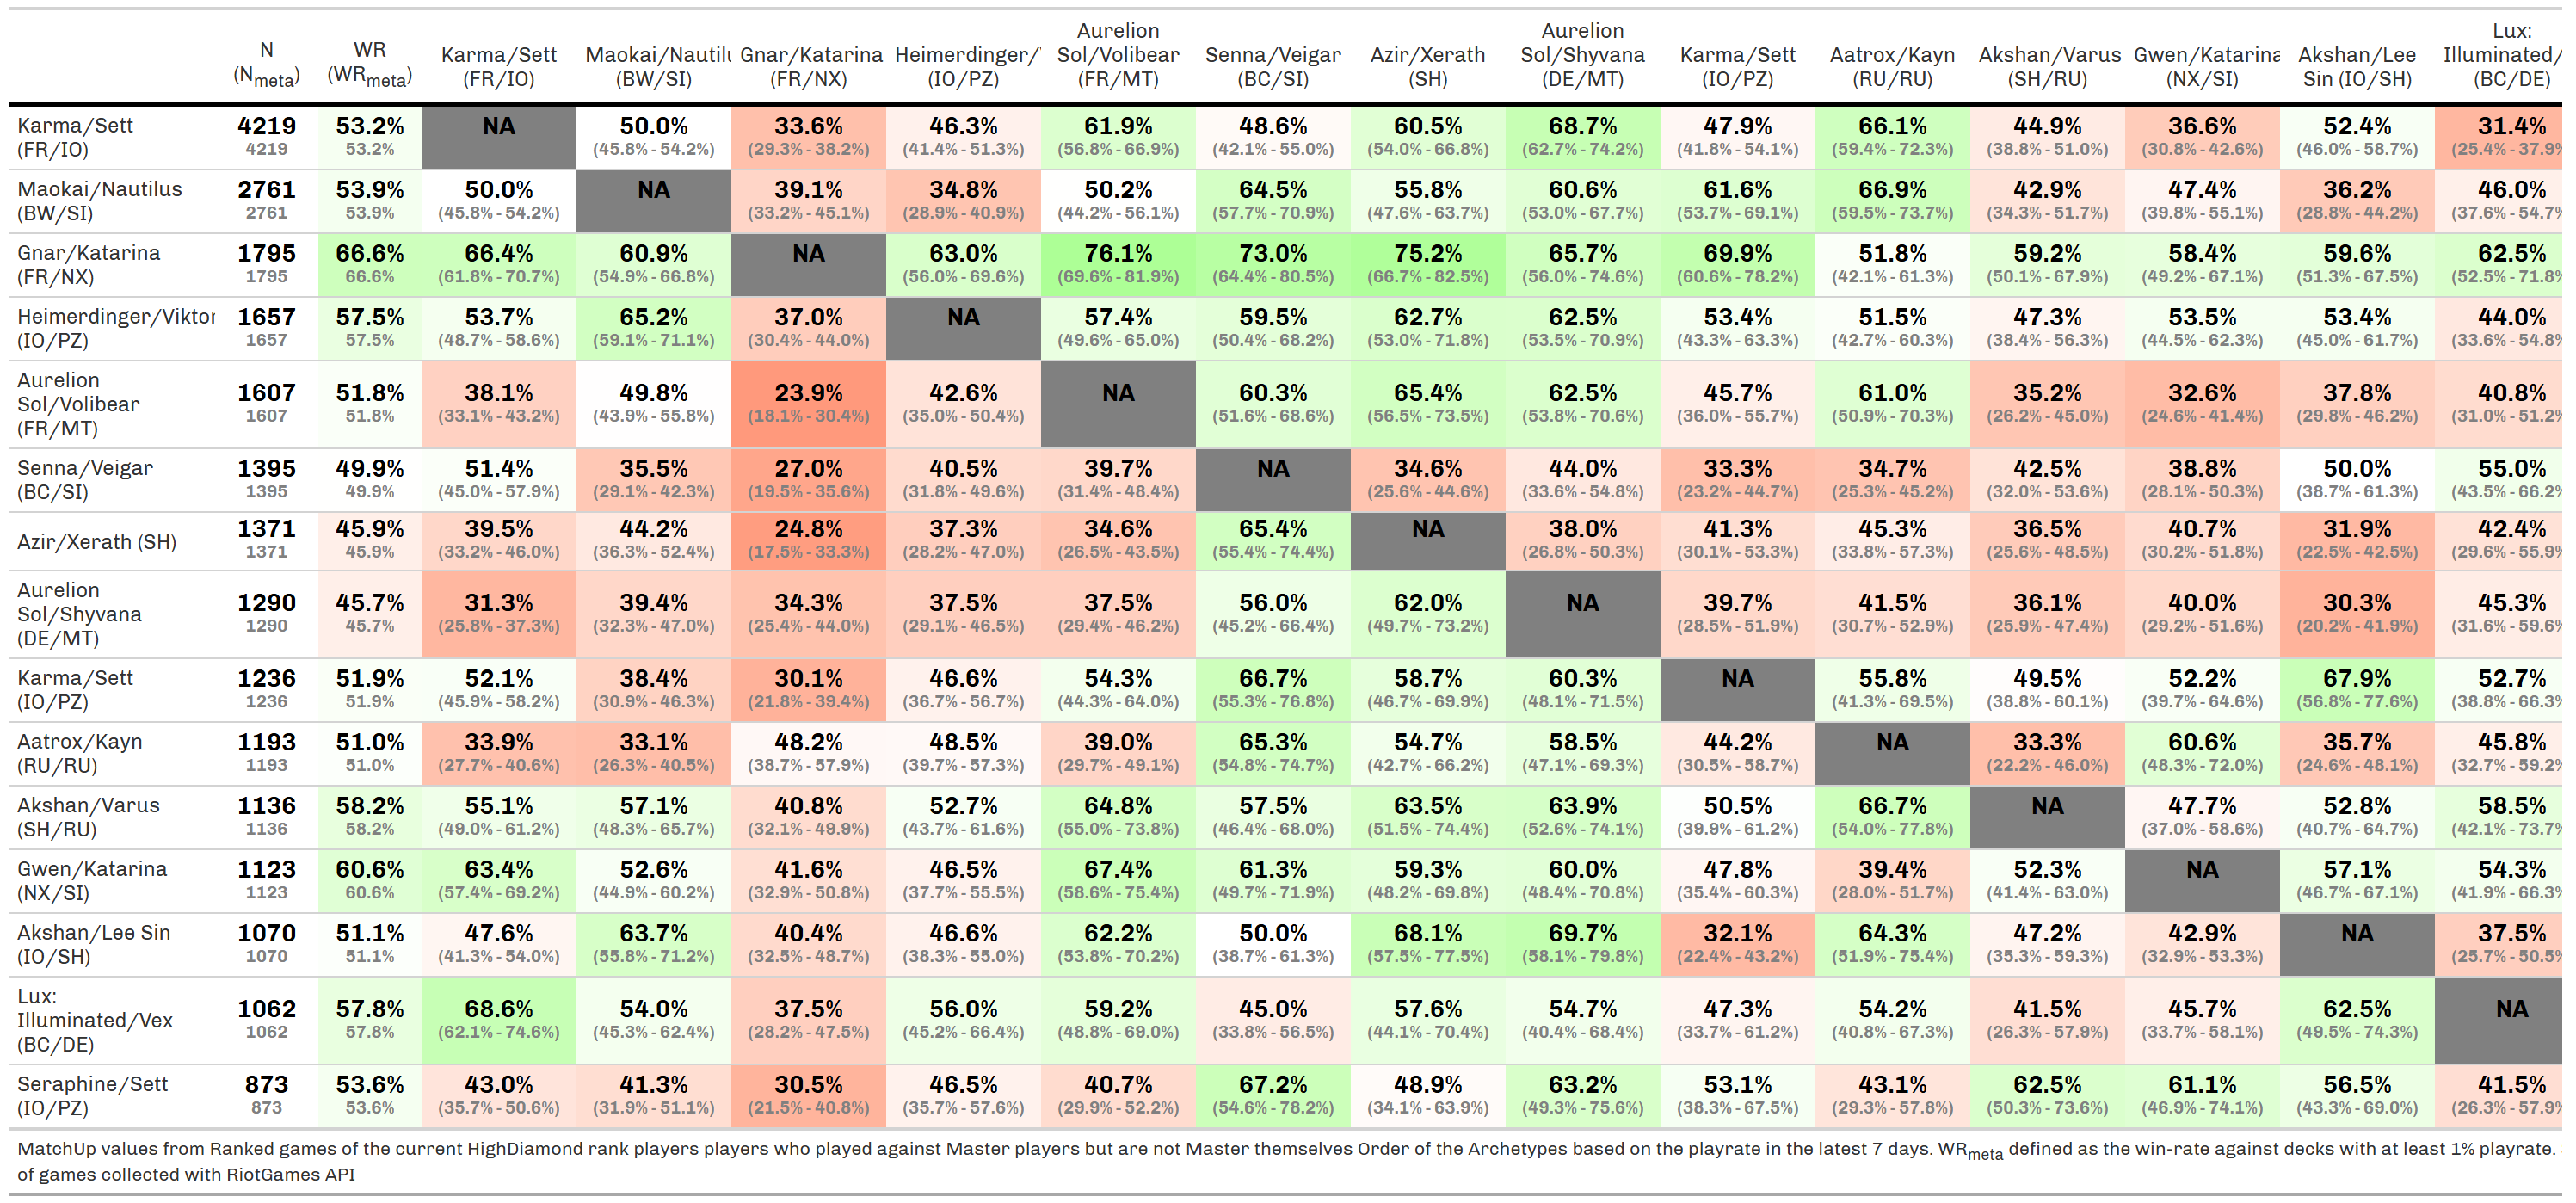 N (Nmeta) WR (WRmeta) Karma/Sett (FR/IO) Maokai/Nautilu (BW/SI) Gnar/Katarina (FR/NX) Heimerdinger/ (IO/PZ) Aurelion Sol/Volibear (FR/MT) Senna/Veigar (BC/SI) Azir/Xerath (SH) Aurelion Sol/Shyvana (DE/MT) Karma/Sett (IO/PZ) Aatrox/Kayn (RU/RU) Akshan/Varus (SH/RU) Gwen/Katarina (NX/SI) Akshan/Lee Sin (IO/SH) Lux: Illuminated/ (BC/DE)
Karma/Sett 4219 53.2% NA 50.0% 33.6% 46.3% 61.9% 48.6% 60.5% 68.7% 47.9% 66.1% 44.9% 36.6% 52.4% 31.4%
(FR/IO) 4219 53.2% (45.8% - 54.2%) (29.3% - 38.2%) (41.4% - 51.3%) (56.8% - 66.9%) (42.1% - 55.0%) (54.0% - 66.8%) (62.7% - 74.2%) (41.8% - 54.1%) (59.4% - 72.3%) (38.8% - 51.0%) (30.8% - 42.6%) (46.0% - 58.7%) (25.4% - 37.9%
Maokai/Nautilus 2761 53.9% 50.0% NA 39.1% 34.8% 50.2% 64.5% 55.8% 60.6% 61.6% 66.9% 42.9% 47.4% 36.2% 46.0%
(BW/SI) 2761 53.9% (45.8% - 54.2%) (33.2% - 45.1%) (28.9% - 40.9%) (44.2% - 56.1%) (57.7% - 70.9%) (47.6% - 63.7%) (53.0% - 67.7%) (53.7% - 69.1%) (59.5% - 73.7%) (34.3% - 51.7%) (39.8% - 55.1%) (28.8% - 44.2%) (37.6% - 54.7%
Gnar/Katarina 1795 66.6% 66.4% 60.9% NA 63.0% 76.1% 73.0% 75.2% 65.7% 69.9% 51.8% 59.2% 58.4% 59.6% 62.5%
(FR/NX) 1795 66.6% (61.8% - 70.7%) (54.9% - 66.8%) (56.0% - 69.6%) (69.6% - 81.9%) (64.4% - 80.5%) (66.7% - 82.5%) (56.0% - 74.6%) (60.6% - 78.2%) (42.1% - 61.3%) (50.1% - 67.9%) (49.2% - 67.1%) (51.3% - 67.5%) (52.5% - 71.8%
Heimerdinger/Viktor 1657 57.5% 53.7% 65.2% 37.0% NA 57.4% 59.5% 62.7% 62.5% 53.4% 51.5% 47.3% 53.5% 53.4% 44.0%
(IO/PZ) 1657 57.5% (48.7% - 58.6%) (59.1% - 71.1%) (30.4% - 44.0%) (49.6% - 65.0%) (50.4% - 68.2%) (53.0% - 71.8%) (53.5% - 70.9%) (43.3% - 63.3%) (42.7% - 60.3%) (38.4% - 56.3%) (44.5% - 62.3%) (45.0% - 61.7%) (33.6% - 54.8%
Aurelion
Sol/Volibear 1607 51.8% 38.1% 49.8% 23.9% 42.6% NA 60.3% 65.4% 62.5% 45.7% 61.0% 35.2% 32.6% 37.8% 40.8%
(FR/MT) 1607 51.8% (33.1% - 43.2%) (43.9% - 55.8%) (18.1% - 30.4%) (35.0% - 50.4%) (51.6% - 68.6%) (56.5% - 73.5%) (53.8% - 70.6%) (36.0% - 55.7%) (50.9% - 70.3%) (26.2% - 45.0%) (24.6% - 41.4%) (29.8% - 46.2%) (31.0% - 51.2%
Senna/Veigar 1395 49.9% 51.4% 35.5% 27.0% 40.5% 39.7% NA 34.6% 44.0% 33.3% 34.7% 42.5% 38.8% 50.0% 55.0%
(BC/SI) 1395 49.9% (45.0% - 57.9%) (29.1% - 42.3%) (19.5% - 35.6%) (31.8% - 49.6%) (31.4% - 48.4%) (25.6% - 44.6%) (33.6% - 54.8%) (23.2% - 44.7%) (25.3% - 45.2%) (32.0% - 53.6%) (28.1% - 50.3%) (38.7% - 61.3%) (43.5% - 66.2%
Azir/Xerath (SH) 1371 45.9% 39.5% 44.2% 24.8% 37.3% 34.6% 65.4% NA 38.0% 41.3% 45.3% 36.5% 40.7% 31.9% 42.4%
1371 45.9% (33.2% - 46.0%) (36.3% - 52.4%) (17.5% - 33.3%) (28.2% - 47.0%) (26.5% - 43.5%) (55.4% - 74.4%) (26.8% - 50.3%) (30.1% - 53.3%) (33.8% - 57.3%) (25.6% - 48.5%) (30.2% - 51.8%) (22.5% - 42.5%) (29.6% - 55.9%
Aurelion
Sol/Shyvana 1290 45.7% 31.3% 39.4% 34.3% 37.5% 37.5% 56.0% 62.0% NA 39.7% 41.5% 36.1% 40.0% 30.3% 45.3%
(DE/MT) 1290 45.7% (25.8% - 37.3%) (32.3% - 47.0%) (25.4% - 44.0%) (29.1% - 46.5%) (29.4% - 46.2%) (45.2% - 66.4%) (49.7% - 73.2%) (28.5% - 51.9%) (30.7% - 52.9%) (25.9% - 47.4%) (29.2% - 51.6%) (20.2% - 41.9%) (31.6% - 59.6%
Karma/Sett 1236 51.9% 52.1% 38.4% 30.1% 46.6% 54.3% 66.7% 58.7% 60.3% NA 55.8% 49.5% 52.2% 67.9% 52.7%
(IO/PZ) 1236 51.9% (45.9% - 58.2%) (30.9% - 46.3%) (21.8% - 39.4%) (36.7% - 56.7%) (44.3% - 64.0%) (55.3% - 76.8%) (46.7% - 69.9%) (48.1% - 71.5%) (41.3% - 69.5%) (38.8% - 60.1%) (39.7% - 64.6%) (56.8% - 77.6%) (38.8% - 66.3%
Aatrox/Kayn 1193 51.0% 33.9% 33.1% 48.2% 48.5% 39.0% 65.3% 54.7% 58.5% 44.2% NA 33.3% 60.6% 35.7% 45.8%
(RU/RU) 1193 51.0% (27.7% - 40.6%) (26.3% - 40.5%) (38.7% - 57.9%) (39.7% - 57.3%) (29.7% - 49.1%) (54.8% - 74.7%) (42.7% - 66.2%) (47.1% - 69.3%) (30.5% - 58.7%) (22.2% - 46.0%) (48.3% - 72.0%) (24.6% - 48.1%) (32.7% - 59.2%
Akshan/Varus 1136 58.2% 55.1% 57.1% 40.8% 52.7% 64.8% 57.5% 63.5% 63.9% 50.5% 66.7% NA 47.7% 52.8% 58.5%
(SH/RU) 1136 58.2% (49.0% - 61.2%) (48.3% - 65.7%) (32.1% - 49.9%) (43.7% - 61.6%) (55.0% - 73.8%) (46.4% - 68.0%) (51.5% - 74.4%) (52.6% - 74.1%) (39.9% - 61.2%) (54.0% - 77.8%) (37.0% - 58.6%) (40.7% - 64.7%) (42.1% - 73.7%
Gwen/Katarina 1123 60.6% 63.4% 52.6% 41.6% 46.5% 67.4% 61.3% 59.3% 60.0% 47.8% 39.4% 52.3% NA 57.1% 54.3%
(NX/SI) 1123 60.6% (57.4% - 69.2%) (44.9% - 60.2%) (32.9% - 50.8%) (37.7% - 55.5%) (58.6% - 75.4%) (49.7% - 71.9%) (48.2% - 69.8%) (48.4% - 70.8%) (35.4% - 60.3%) (28.0% - 51.7%) (41.4% - 63.0%) (46.7% - 67.1%) (41.9% - 66.3%
Akshan/Lee Sin 1070 51.1% 47.6% 63.7% 40.4% 46.6% 62.2% 50.0% 68.1% 69.7% 32.1% 64.3% 47.2% 42.9% NA 37.5%
(IO/SH) 1070 51.1% (41.3% - 54.0%) (55.8% - 71.2%) (32.5% - 48.7%) (38.3% - 55.0%) (53.8% - 70.2%) (38.7% - 61.3%) (57.5% - 77.5%) (58.1% - 79.8%) (22.4% - 43.2%) (51.9% - 75.4%) (35.3% - 59.3%) (32.9% - 53.3%) (25.7% - 50.5%
Lux:
Illuminated/Vex 1062 57.8% 68.6% 54.0% 37.5% 56.0% 59.2% 45.0% 57.6% 54.7% 47.3% 54.2% 41.5% 45.7% 62.5% NA
(BC/DE) 1062 57.8% (62.1% - 74.6%) (45.3% - 62.4%) (28.2% - 47.5%) (45.2% - 66.4%) (48.8% - 69.0%) (33.8% - 56.5%) (44.1% - 70.4%) (40.4% - 68.4%) (33.7% - 61.2%) (40.8% - 67.3%) (26.3% - 57.9%) (33.7% - 58.1%) (49.5% - 74.3%)
Seraphine/Sett 873 53.6% 43.0% 41.3% 30.5% 46.5% 40.7% 67.2% 48.9% 63.2% 53.1% 43.1% 62.5% 61.1% 56.5% 41.5%
(IO/PZ) 873 53.6% (35.7% - 50.6%) (31.9% - 51.1%) (21.5% - 40.8%) (35.7% - 57.6%) (29.9% - 52.2%) (54.6% - 78.2%) (34.1% - 63.9%) (49.3% - 75.6%) (38.3% - 67.5%) (29.3% - 57.8%) (50.3% - 73.6%) (46.9% - 74.1%) (43.3% - 69.0%) (26.3% - 57.9%
MatchUp values from Ranked games of the current HighDiamond rank players players who played against Master players but are not Master themselves Order of the Archetypes based on the playrate in the latest 7 days. WRmeta defined as the win-rate against decks with at least 1% playrate.
of games collected with RiotGames API